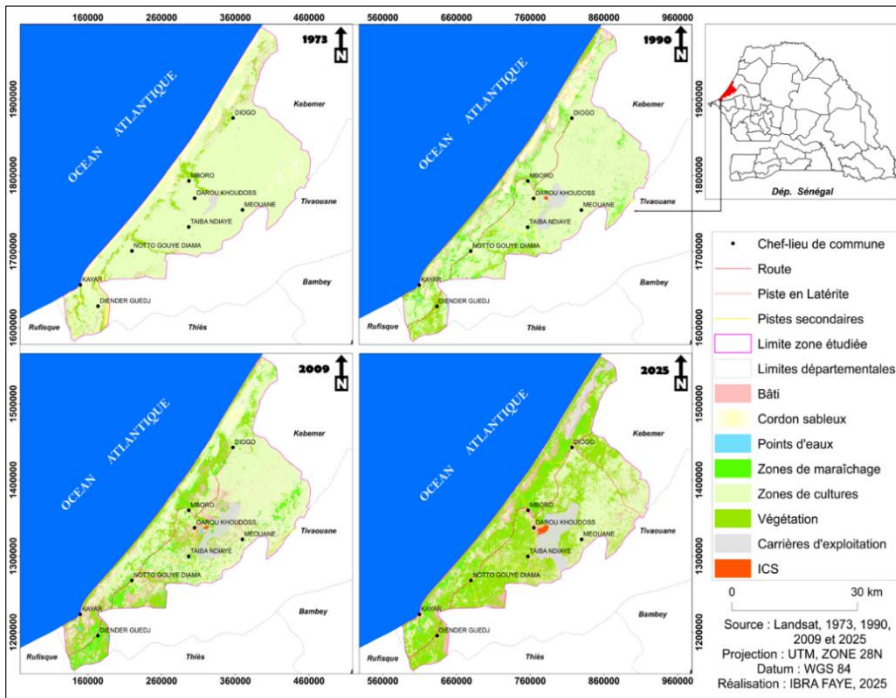 160000 260000 360000 460000
560000 660000 760000 860000 960000
1973
N
Kebemer
OCEAN ATLANTIQUE
DIOGO
MBORO
DAROU KHOUDOSS
MEOUANE
TAIBA NDIAYE
Tivaouane
NOTTO GOUYE DIAMA
KAYAR
Bambey
DIENDER GUEDJ
Rufisque
Thiès
1900000
1800000
1700000
1600000
1990
N
Kebemer
OCEAN ATLANTIQUE
DIOGO
MBORO
DAROU KHOUDOSS
MEOUANE
TAIBA NDIAYE
Tivaouane
NOTTO GOUYE DIAMA
KAYAR
Bambey
DIENDER GUEDJ
Rufisque
Thiès
1900000
1800000
1700000
1600000
2009
N
Kebemer
OCEAN ATLANTIQUE
DIOGO
MBORO
DAROU KHOUDOSS
MEOUANE
TAIBA NDIAYE
Tivaouane
NOTTO GOUYE DIAMA
KAYAR
Bambey
DIENDER GUEDJ
Rufisque
Thiès
1500000
1400000
1300000
1200000
2025
N
Kebemer
OCEAN ATLANTIQUE
DIOGO
MBORO
DAROU KHOUDOSS
MEOUANE
TAIBA NDIAYE
Tivaouane
NOTTO GOUYE DIAMA
KAYAR
Bambey
DIENDER GUEDJ
Rufisque
Thiès
1500000
1400000
1300000
1200000
160000 260000 360000 460000
560000 660000 760000 860000 960000
Dép. Sénégal
Chef-lieu de commune
Route
Piste en Latérite
Pistes secondaires
Limite zone étudiée
Limites départementales
Bâti
Cordon sableux
Points d'eaux
Zones de maraîchage
Zones de cultures
Végétation
Carrières d'exploitation
ICS
0 30 km
Source : Landsat, 1973, 1990,
2009 et 2025
Projection : UTM, ZONE 28N
Datum : WGS 84
Réalisation : IBRA FAYE, 2025